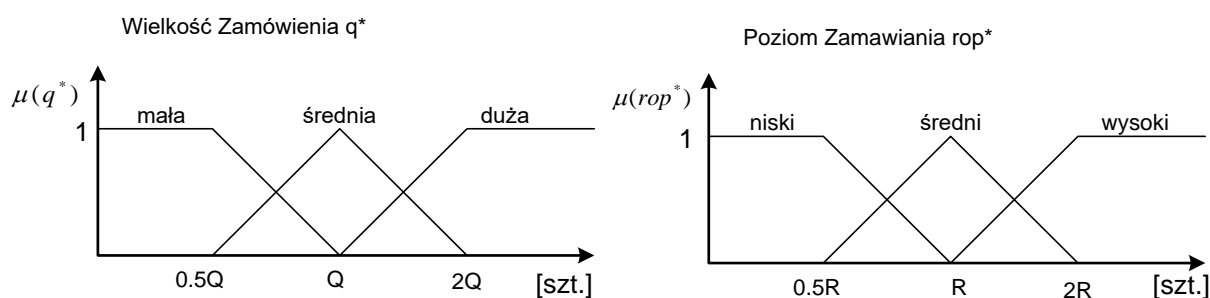 Wielkość Zamówienia q*
μ(q*)
1
mała
średnia
duża
0.5Q
Q
2Q
[szt.]
Poziom Zamawiania rop*
μ(rop*)
1
niski
średni
wysoki
0.5R
R
2R
[szt.]